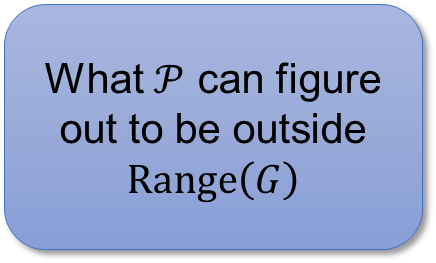 What 𝒫 can figure
out to be outside
Range(𝐺)